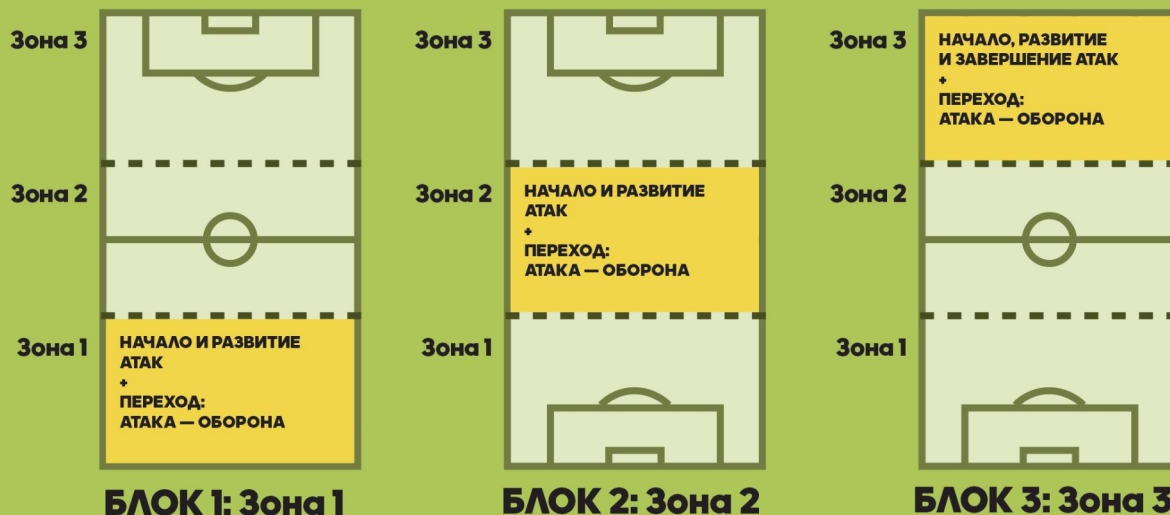 Зона 3
Зона 2
Зона 1
НАЧАЛО И РАЗВИТИЕ
АТАК
+
ПЕРЕХОД:
АТАКА — ОБОРОНА
БЛОК 1: Зона 1
Зона 3
Зона 2
НАЧАЛО И РАЗВИТИЕ
АТАК
+
ПЕРЕХОД:
АТАКА — ОБОРОНА
Зона 1
БЛОК 2: Зона 2
Зона 3
НАЧАЛО, РАЗВИТИЕ
И ЗАВЕРШЕНИЕ АТАК
+
ПЕРЕХОД:
АТАКА — ОБОРОНА
Зона 2
Зона 1
БЛОК 3: Зона 3